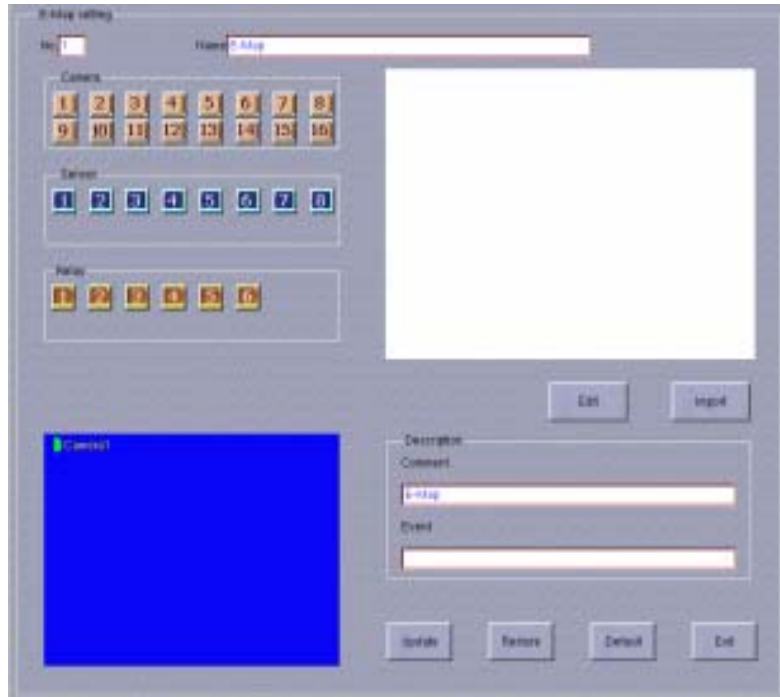 E-Map setting
No 1 Name E-Map
Camera
1 2 3 4 5 6 7 8
9 10 11 12 13 14 15 16
Sensor
1 2 3 4 5 6 7 8
Relay
1 2 3 4 5 6
Edit Import
Camera1
Description
Comment
E-Map
Event
Update Restore Default Exit